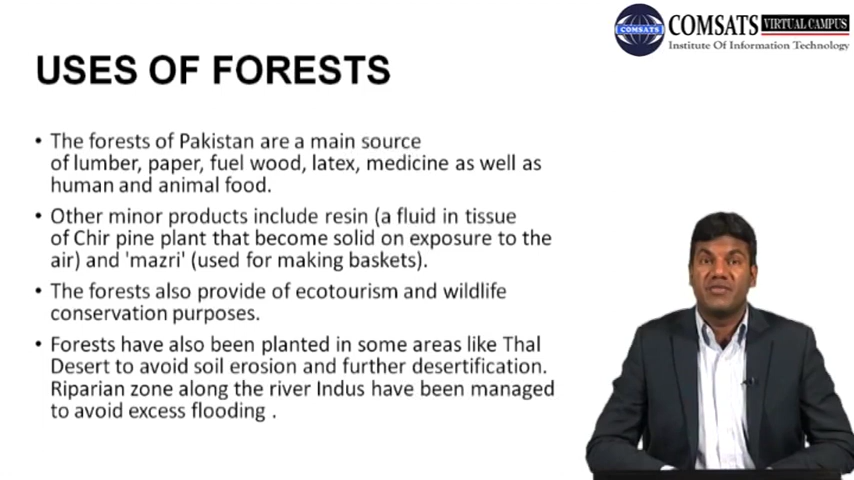 COMSATS
COMSATS VIRTUAL CAMPUS
Institute Of Information Technology
USES OF FORESTS
• The forests of Pakistan are a main source
of lumber, paper, fuel wood, latex, medicine as well as
human and animal food.
• Other minor products include resin (a fluid in tissue
of Chir pine plant that become solid on exposure to the
air) and 'mazri' (used for making baskets).
• The forests also provide of ecotourism and wildlife
conservation purposes.
• Forests have also been planted in some areas like Thal
Desert to avoid soil erosion and further desertification.
Riparian zone along the river Indus have been managed
to avoid excess flooding .